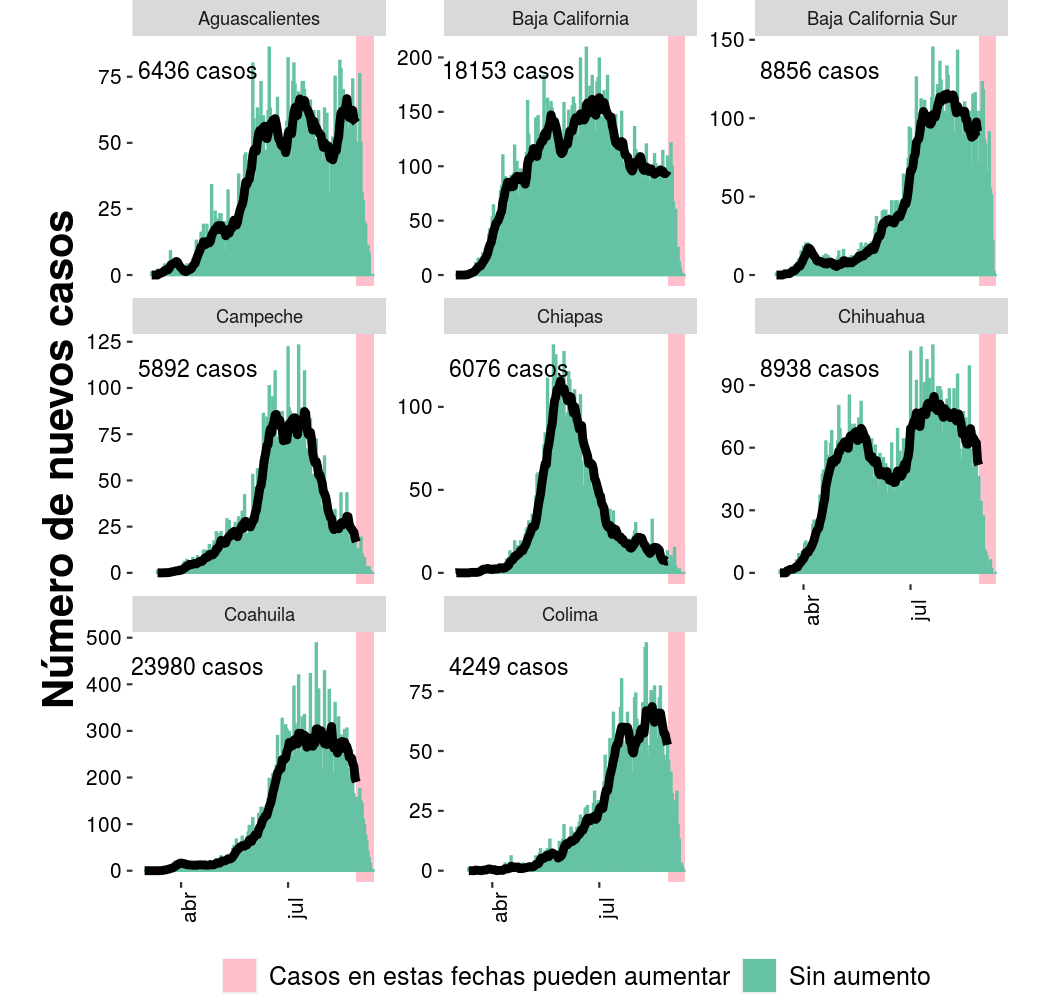 Número de nuevos casos
Aguascalientes
6436 casos
75
50
25
0
Baja California
18153 casos
200
150
100
50
0
Baja California Sur
8856 casos
150
100
50
0
Campeche
5892 casos
125
100
75
50
25
0
Chiapas
6076 casos
100
50
0
Chihuahua
8938 casos
90
60
30
0
abr
jul
Coahuila
23980 casos
500
400
300
200
100
0
abr
jul
Colima
4249 casos
75
50
25
0
abr
jul
Casos en estas fechas pueden aumentar
Sin aumento